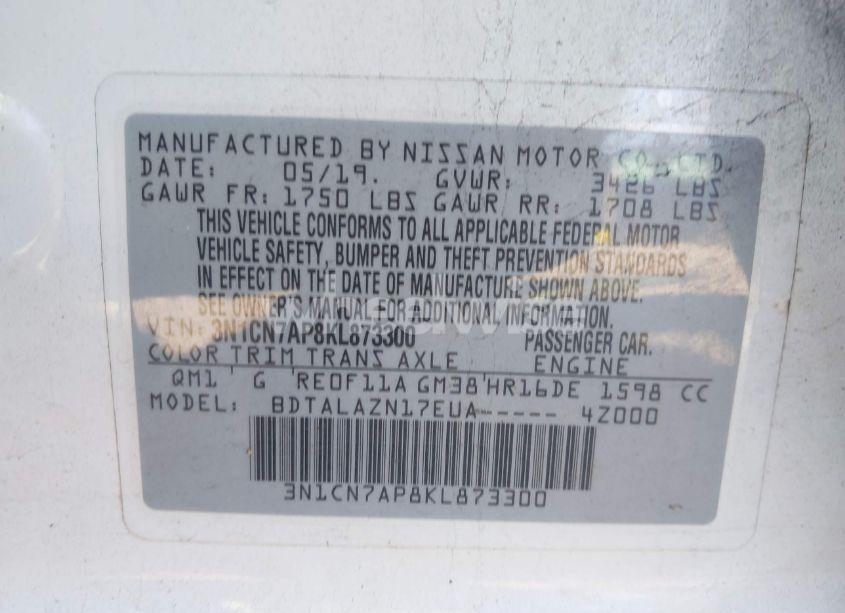 MANUFACTURED BY NISSAN MOTOR CO., LTD.
DATE: 05/19. GVWR: 3426 LBS
GAWR FR: 1750 LBS GAWR RR: 1708 LBS
THIS VEHICLE CONFORMS TO ALL APPLICABLE FEDERAL MOTOR
VEHICLE SAFETY, BUMPER AND THEFT PREVENTION STANDARDS
IN EFFECT ON THE DATE OF MANUFACTURE SHOWN ABOVE.
SEE OWNER'S MANUAL FOR ADDITIONAL INFORMATION.
VIN: 3N1CN7AP8KL873300 PASSENGER CAR.
COLOR TRIM TRANS AXLE ENGINE
QM1 ' G 'RE0F11A GM38'HR16DE 1598 CC
MODEL: BDTALAZN17EUA----- 4Z000
3N1CN7AP8KL873300